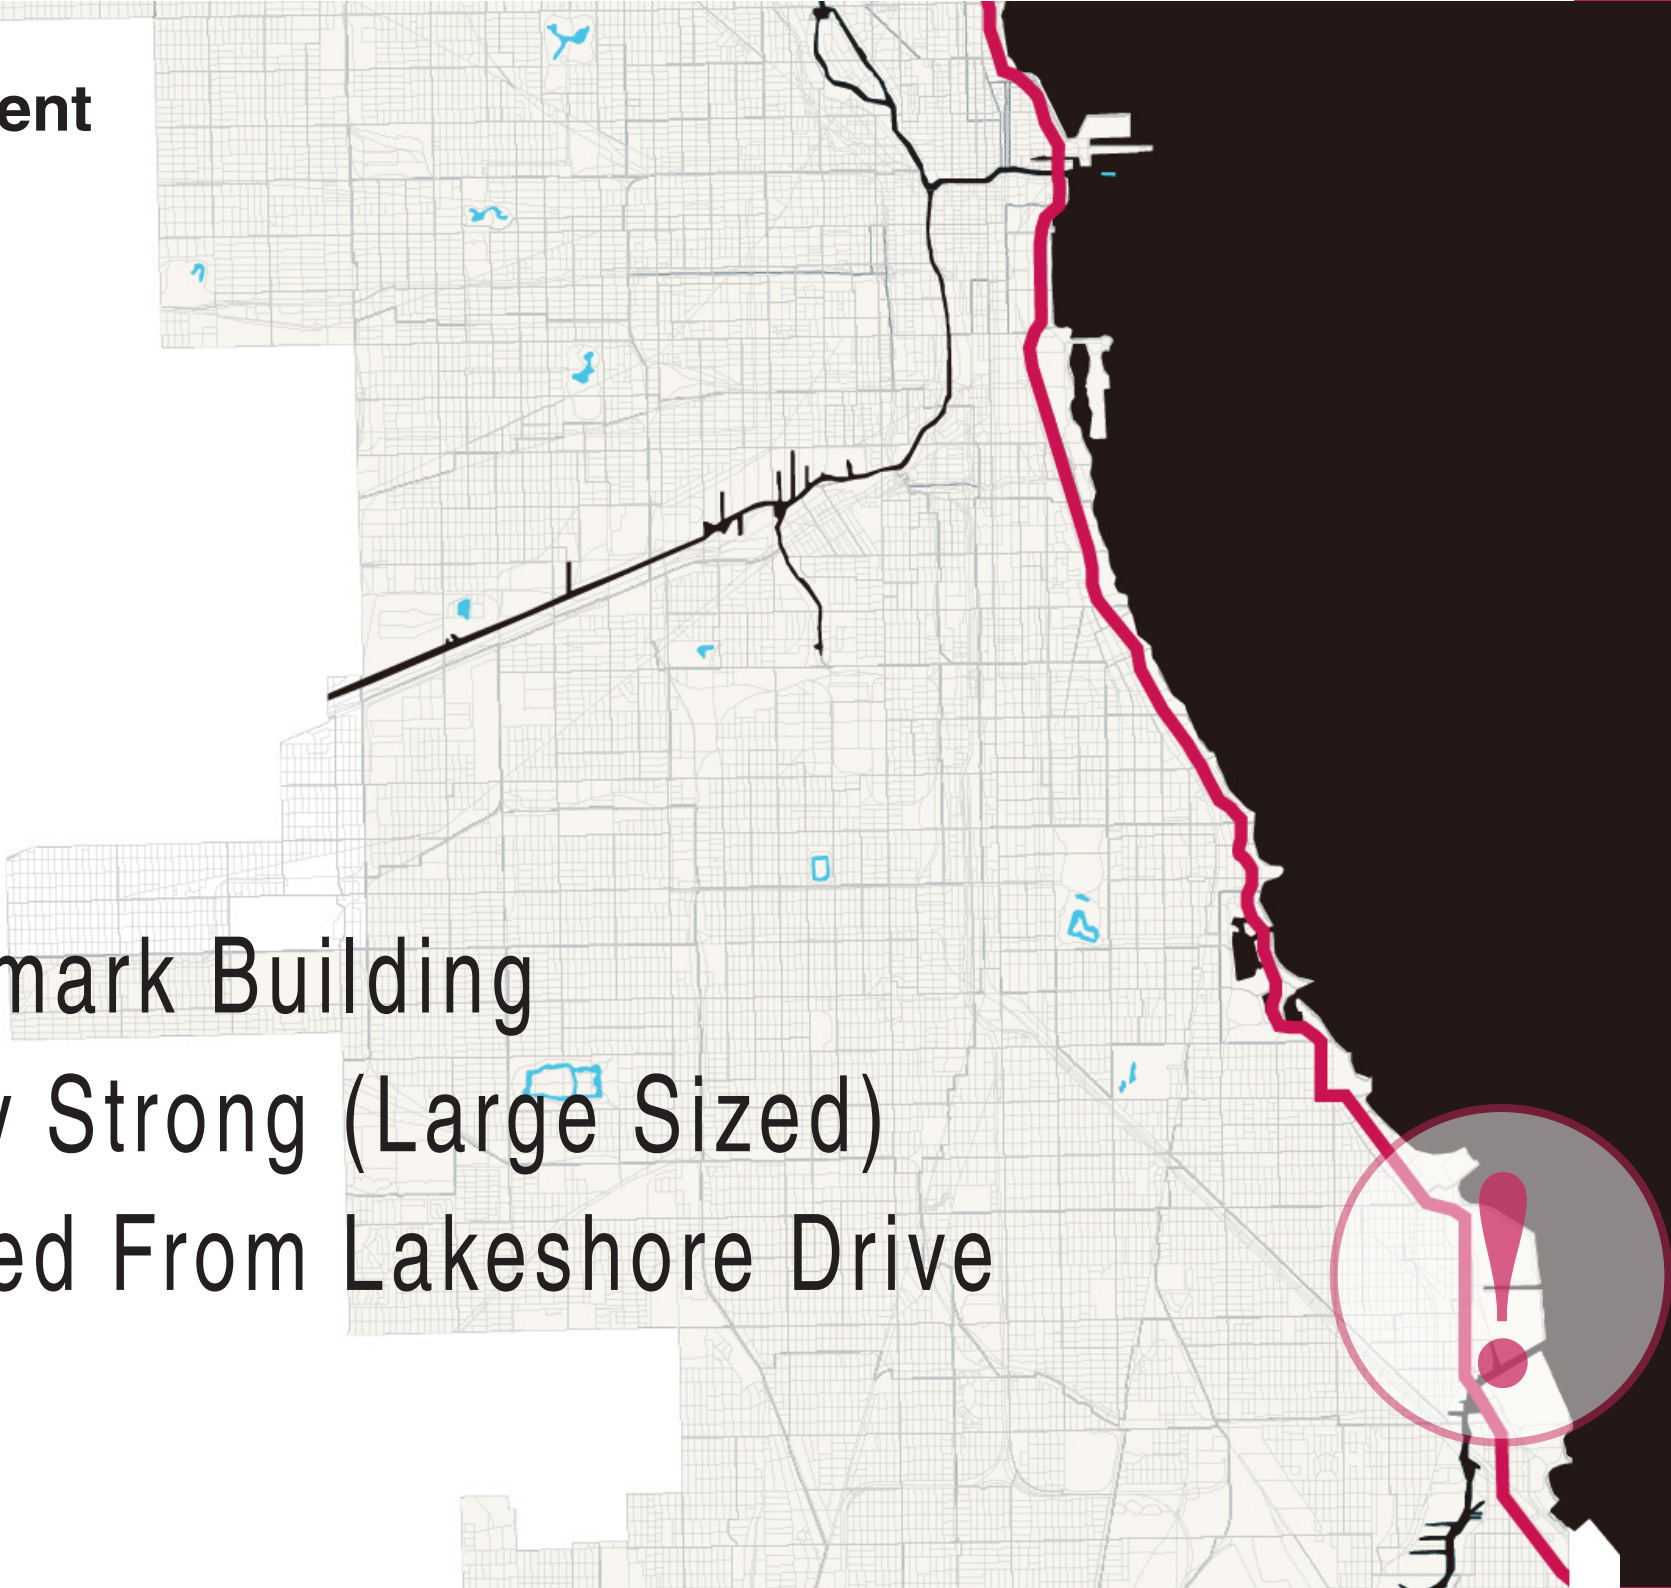 ent
mark Building
y Strong (Large Sized)
ed From Lakeshore Drive
!